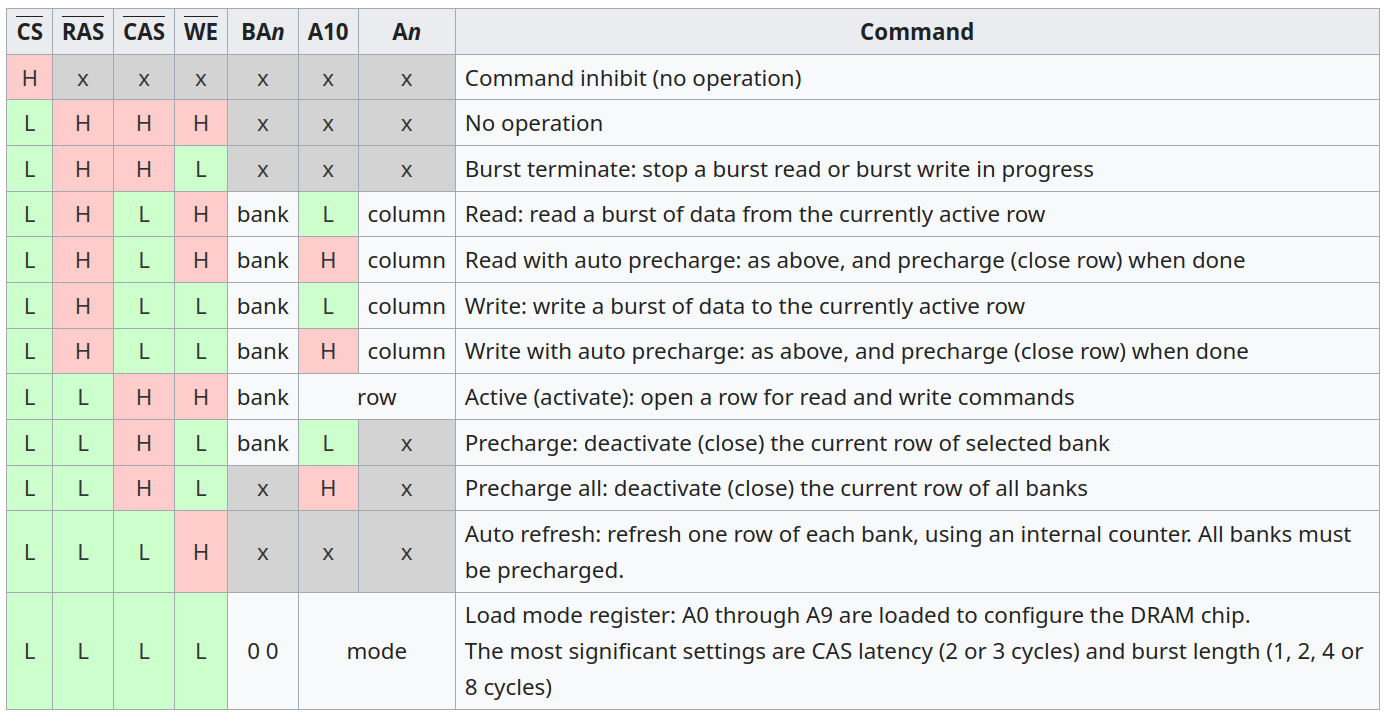 CS RAS CAS WE BAn A10 An Command
H x x x x x x Command inhibit (no operation)
L H H H x x x No operation
L H H L x x x Burst terminate: stop a burst read or burst write in progress
L H L H bank L column Read: read a burst of data from the currently active row
L H L H bank H column Read with auto precharge: as above, and precharge (close row) when done
L H L L bank L column Write: write a burst of data to the currently active row
L H L L bank H column Write with auto precharge: as above, and precharge (close row) when done
L L H H bank row Active (activate): open a row for read and write commands
L L H L bank L x Precharge: deactivate (close) the current row of selected bank
L L H L x H x Precharge all: deactivate (close) the current row of all banks
L L L H x x x Auto refresh: refresh one row of each bank, using an internal counter. All banks must
be precharged.
L L L L 0 0 mode Load mode register: A0 through A9 are loaded to configure the DRAM chip.
The most significant settings are CAS latency (2 or 3 cycles) and burst length (1, 2, 4 or
8 cycles)